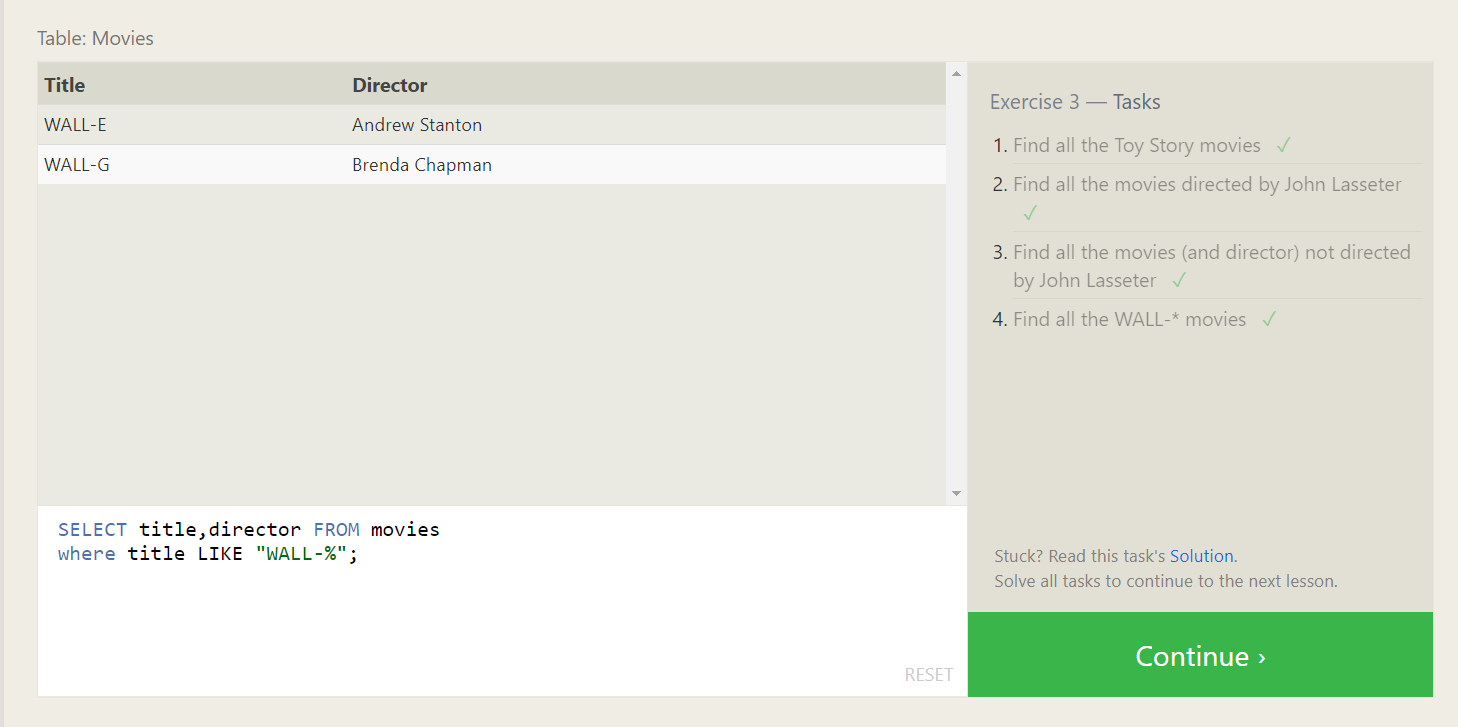 Table: Movies
Title Director
WALL-E Andrew Stanton
WALL-G Brenda Chapman
SELECT title,director FROM movies
where title LIKE "WALL-%";
RESET
Exercise 3 — Tasks
1. Find all the Toy Story movies ✓
2. Find all the movies directed by John Lasseter
✓
3. Find all the movies (and director) not directed
by John Lasseter ✓
4. Find all the WALL-* movies ✓
Stuck? Read this task's Solution.
Solve all tasks to continue to the next lesson.
Continue ›